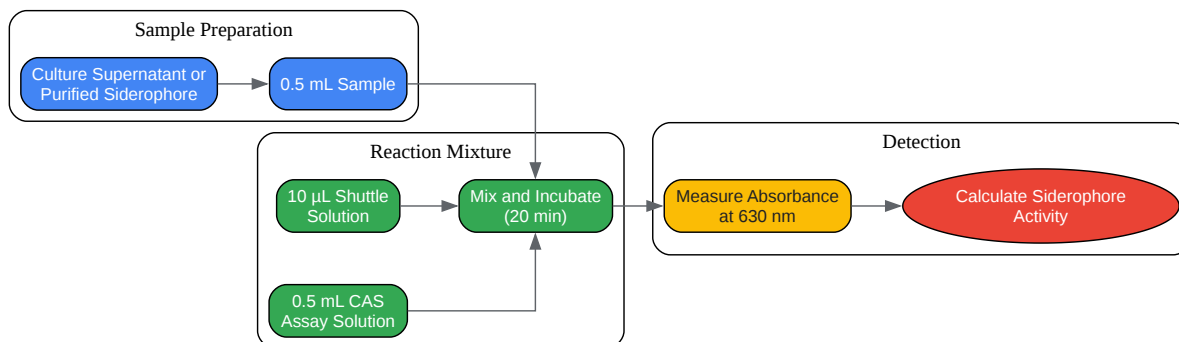 Sample Preparation
Culture Supernatant or
Purified Siderophore
0.5 mL Sample
Reaction Mixture
10 µL Shuttle
Solution
Mix and Incubate
(20 min)
0.5 mL CAS
Assay Solution
Detection
Measure Absorbance
at 630 nm
Calculate Siderophore
Activity